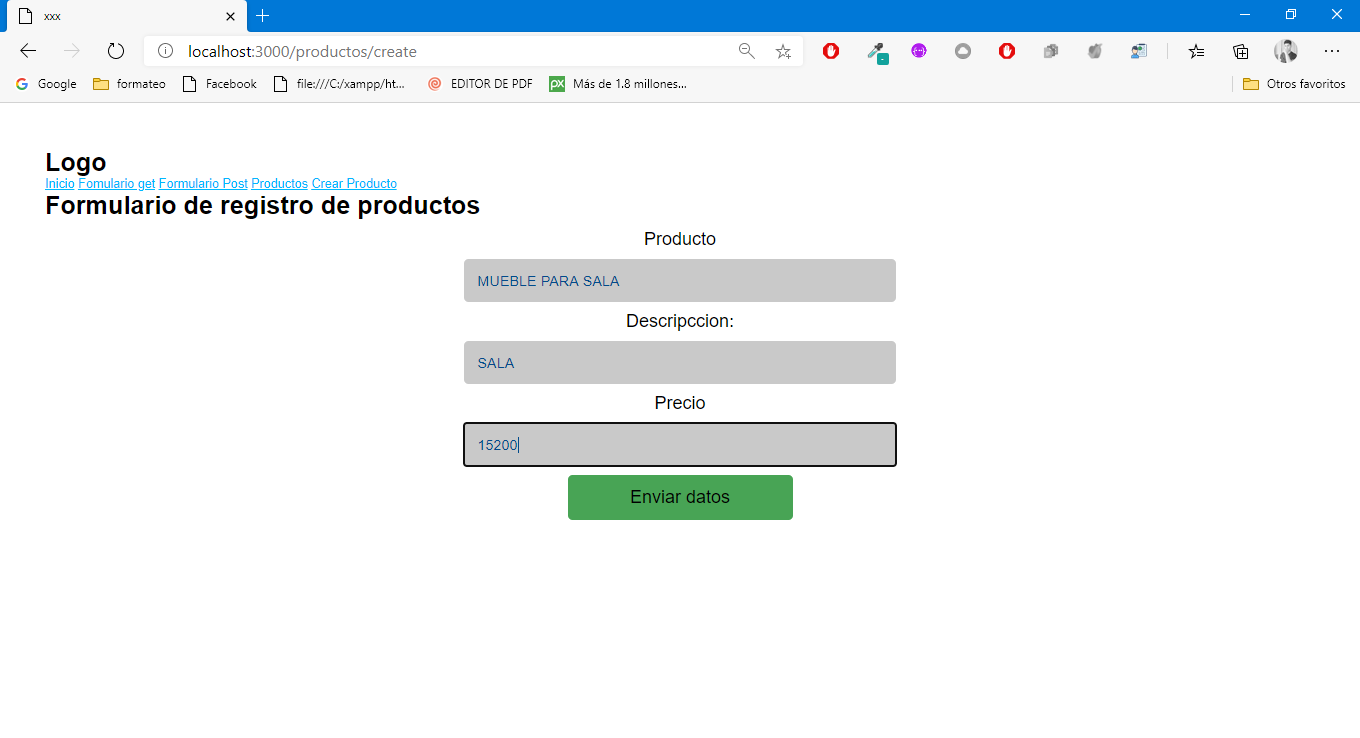 xxx
localhost:3000/productos/create
Google formateo Facebook file:///C:/xampp/ht... EDITOR DE PDF px Más de 1.8 millones... Otros favoritos
Logo
Inicio Fomulario get Formulario Post Productos Crear Producto
Formulario de registro de productos
Producto
MUEBLE PARA SALA
Descripccion:
SALA
Precio
15200
Enviar datos